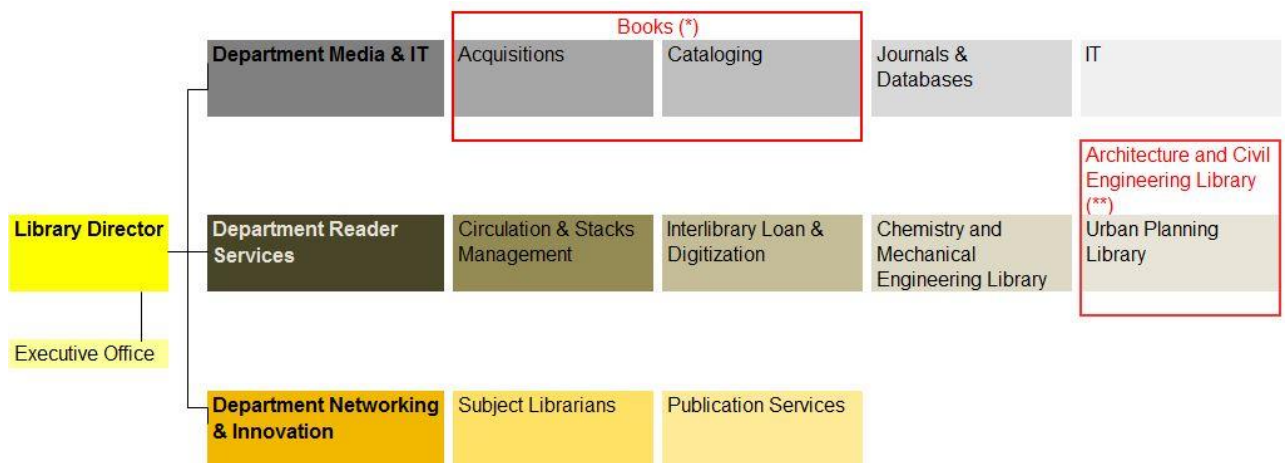 Books (*)
Department Media & IT
Acquisitions
Cataloging
Journals &
Databases
IT
Architecture and Civil
Engineering Library
(**)
Library Director
Department Reader
Services
Circulation & Stacks
Management
Interlibrary Loan &
Digitization
Chemistry and
Mechanical
Engineering Library
Urban Planning
Library
Executive Office
Department Networking
& Innovation
Subject Librarians
Publication Services